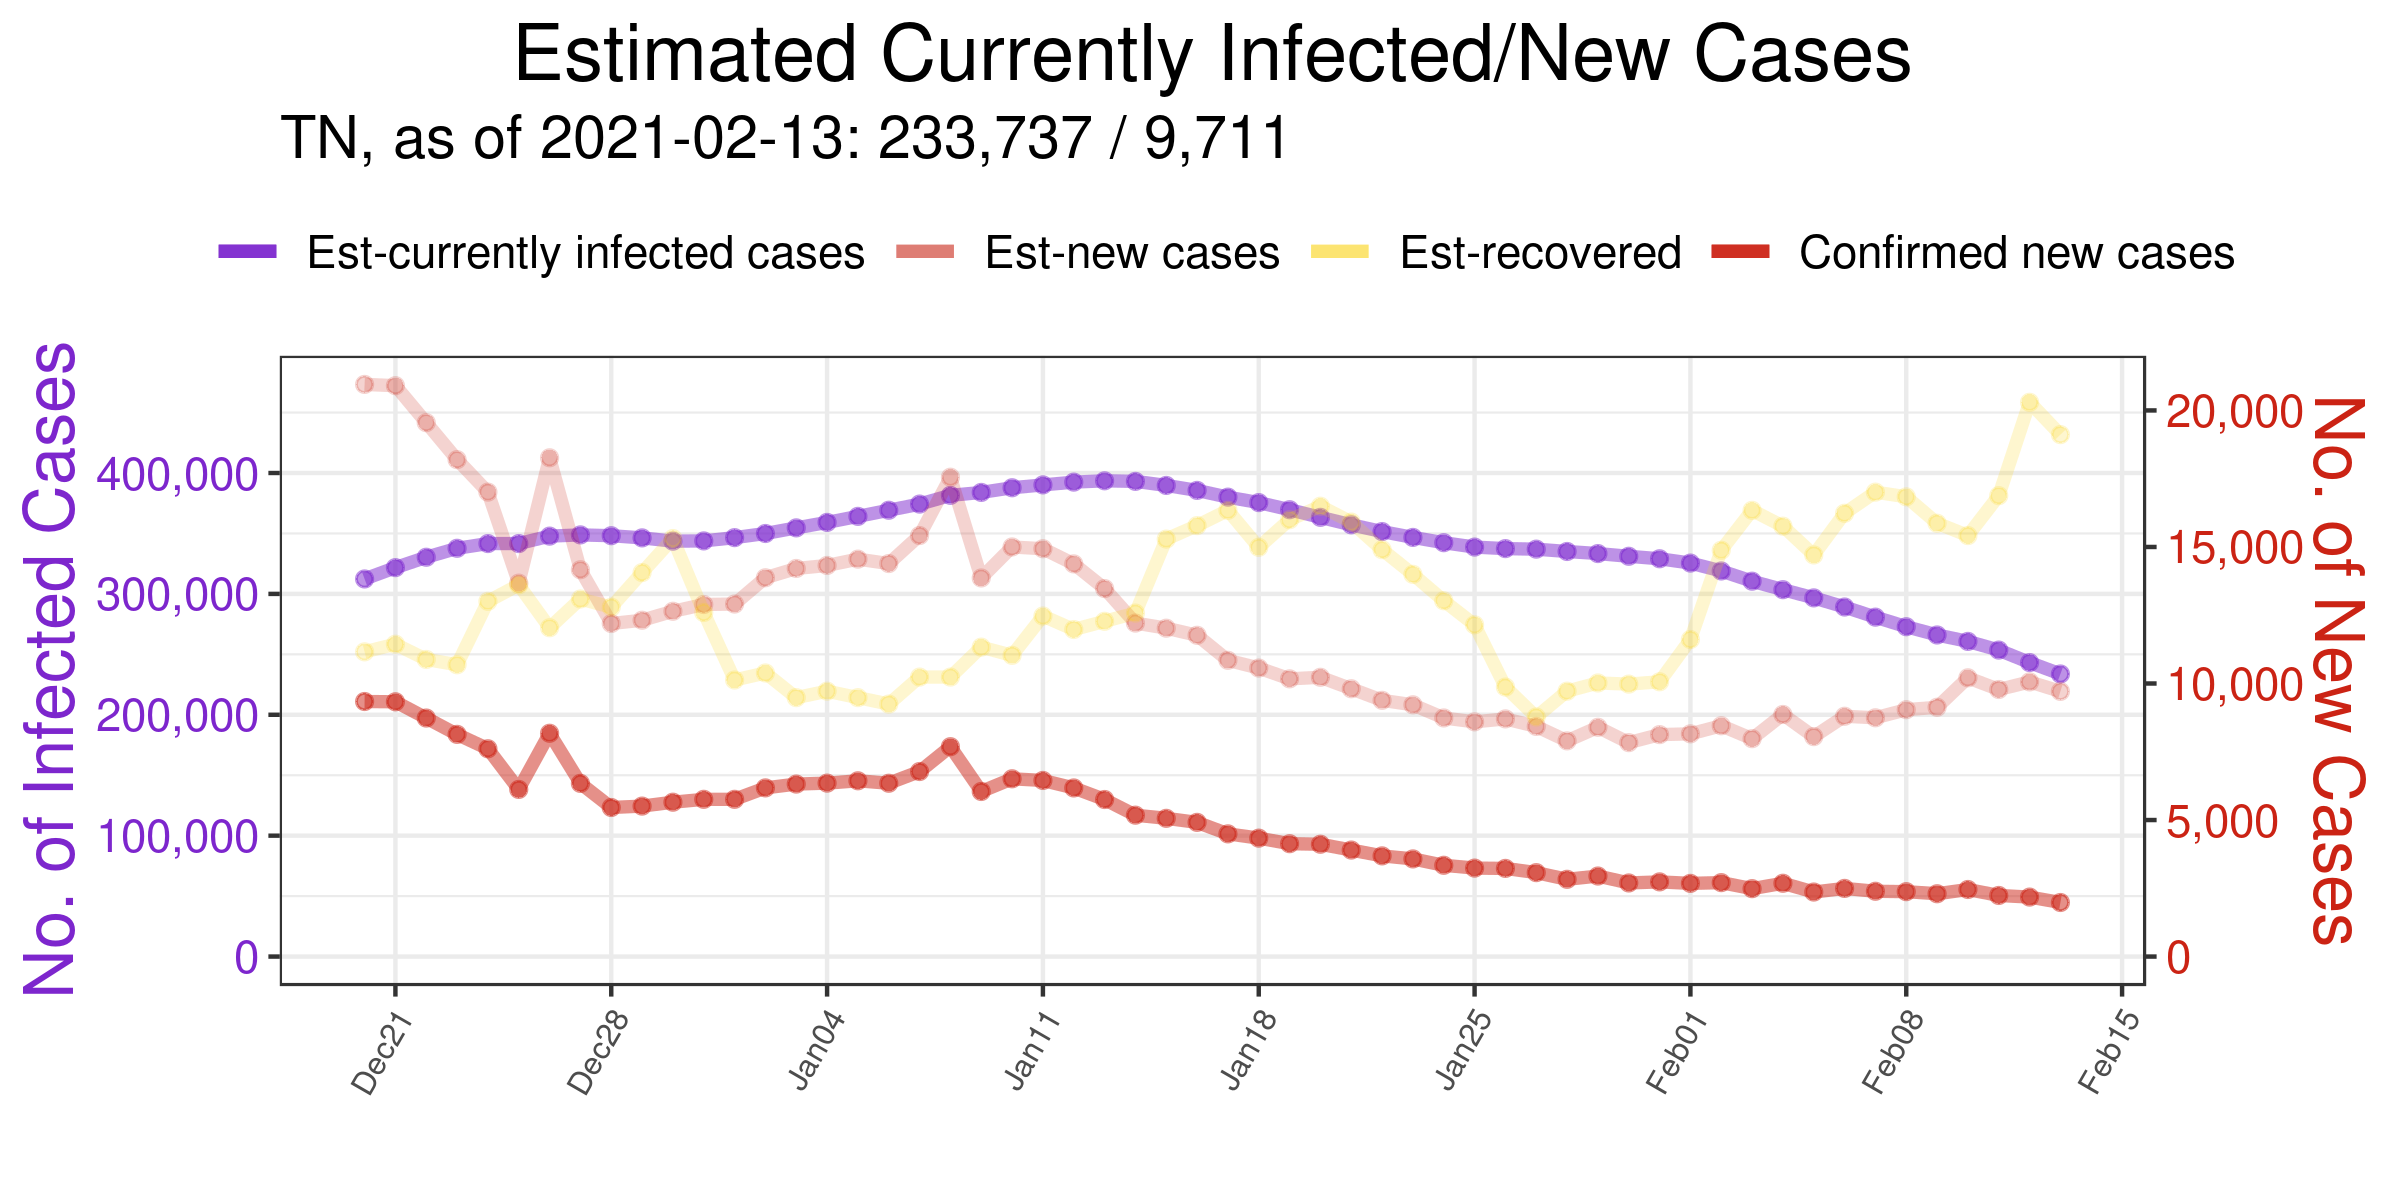 Estimated Currently Infected/New Cases
TN, as of 2021-02-13: 233,737 / 9,711
Est-currently infected cases Est-new cases Est-recovered Confirmed new cases
No. of Infected Cases
400,000
300,000
200,000
100,000
0
20,000
15,000
10,000
5,000
0
No. of New Cases
Dec21 Dec28 Jan04 Jan11 Jan18 Jan25 Feb01 Feb08 Feb15